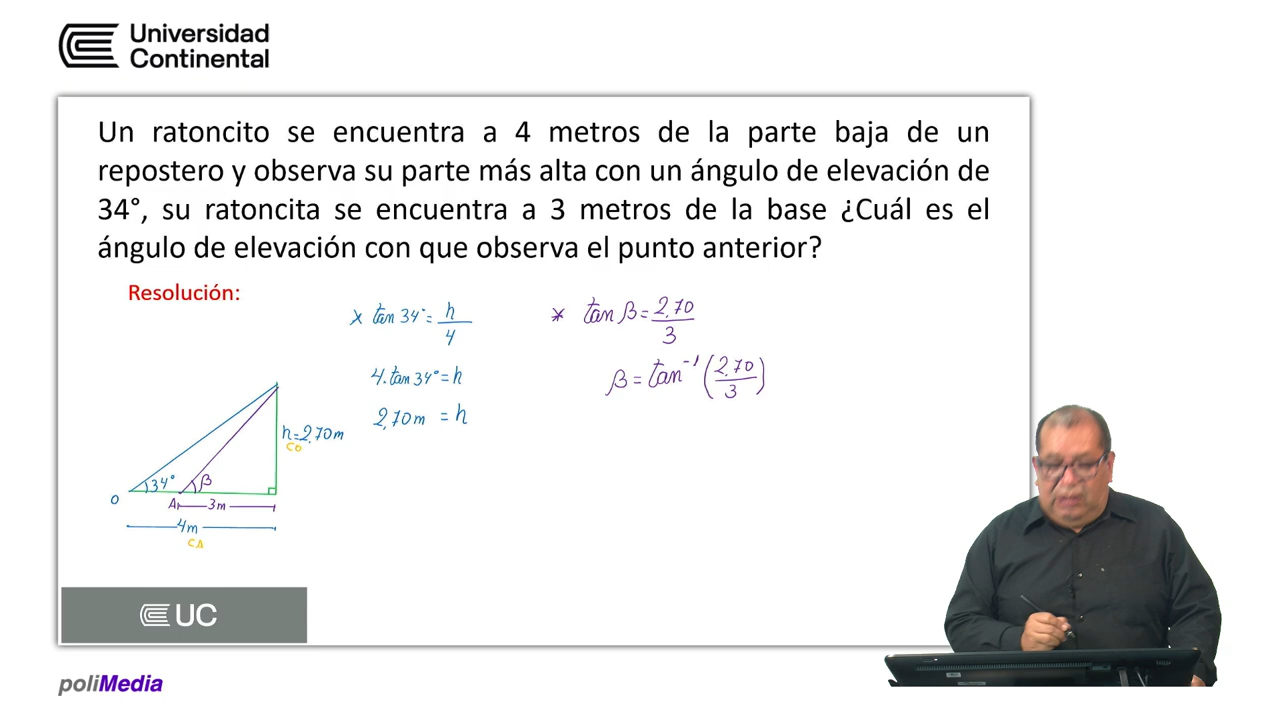 Universidad
Continental
Un ratoncito se encuentra a 4 metros de la parte baja de un
repostero y observa su parte más alta con un ángulo de elevación de
34°, su ratoncita se encuentra a 3 metros de la base ¿Cuál es el
ángulo de elevación con que observa el punto anterior?
Resolución:
* tan 34° = h/4
4.tan 34° = h
2,70m = h
* tan β = 2,70/3
β = tan⁻¹ (2,70/3)
h=2,70m
CO
34°
β
O
A
3m
4m
CA
UC
poliMedia